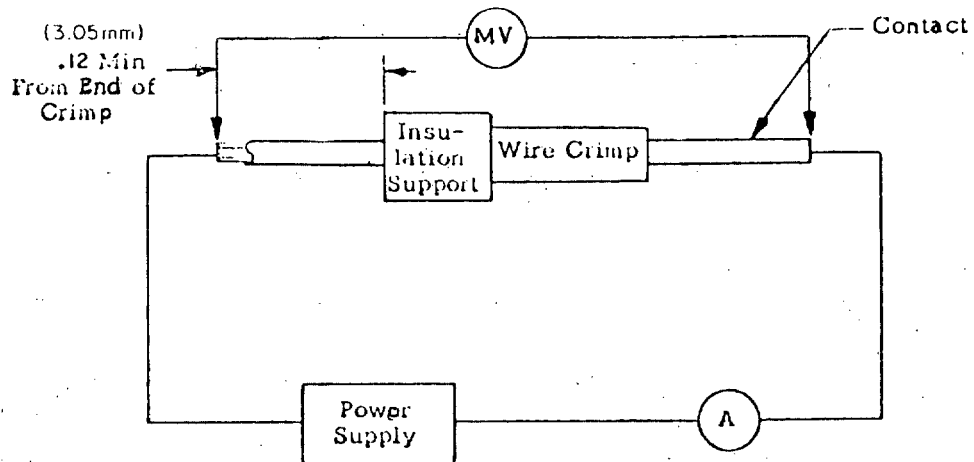 (3.05mm)
.12 Min
From End of
Crimp
MV
Contact
Insu-
lation
Support
Wire Crimp
Power
Supply
A